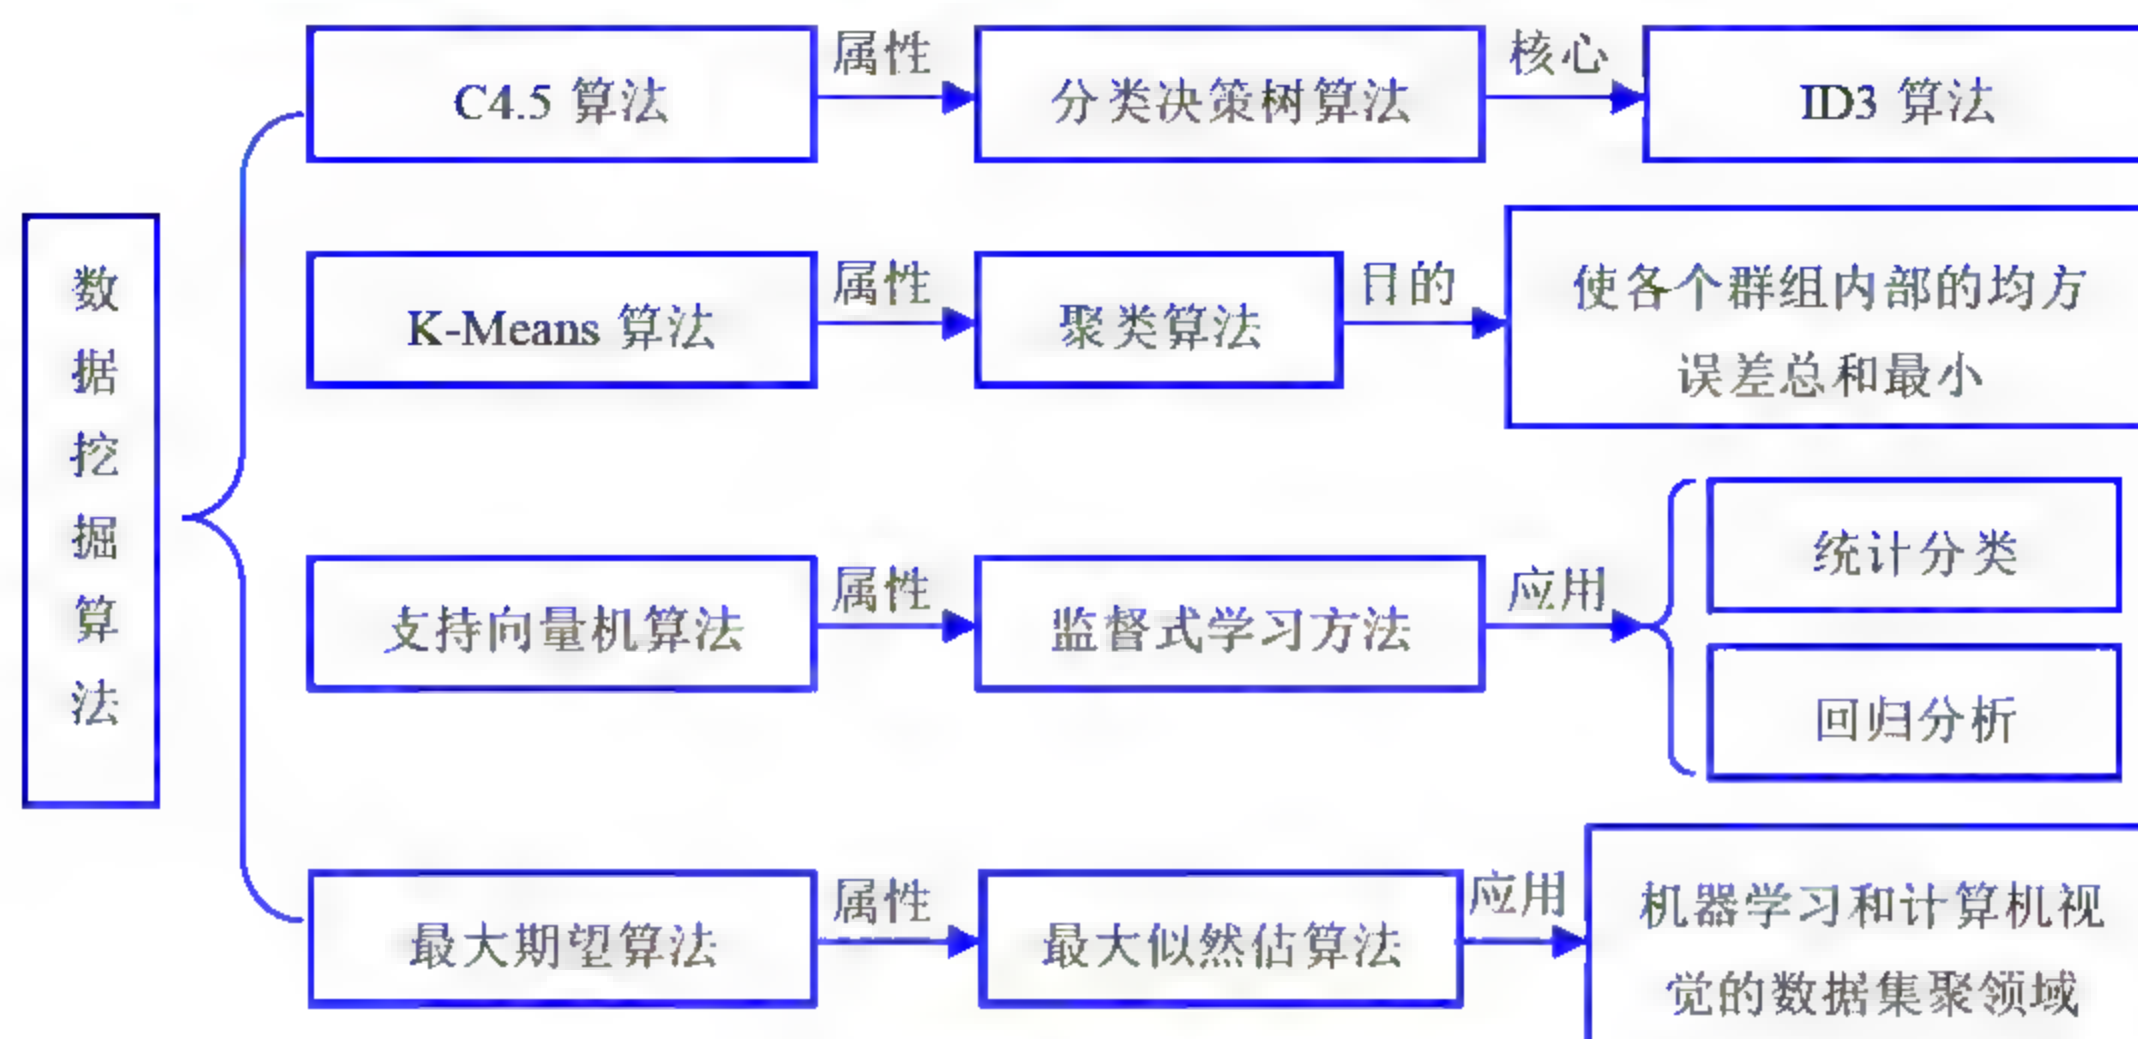 数据挖掘算法
C4.5 算法
属性
分类决策树算法
核心
ID3 算法
K-Means 算法
属性
聚类算法
目的
使各个群组内部的均方
误差总和最小
支持向量机算法
属性
监督式学习方法
应用
统计分类
回归分析
最大期望算法
属性
最大似然估算法
应用
机器学习和计算机视
觉的数据集聚领域